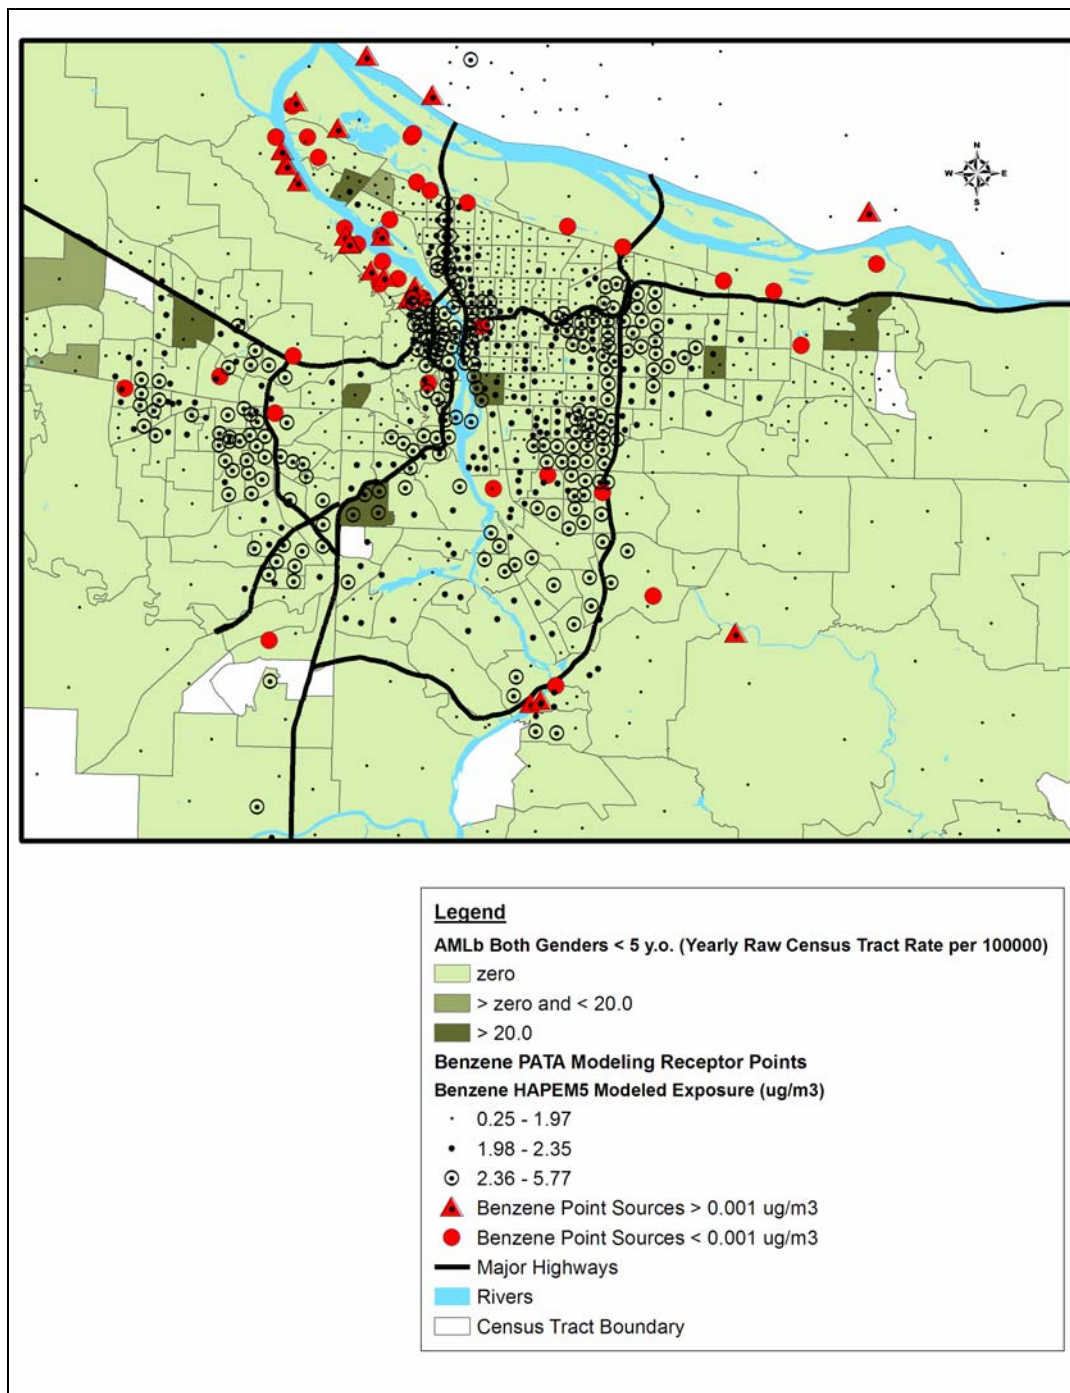 N
W E
S
Legend
AMLb Both Genders < 5 y.o. (Yearly Raw Census Tract Rate per 100000)
zero
> zero and < 20.0
> 20.0
Benzene PATA Modeling Receptor Points
Benzene HAPEM5 Modeled Exposure (ug/m3)
0.25 - 1.97
1.98 - 2.35
2.36 - 5.77
Benzene Point Sources > 0.001 ug/m3
Benzene Point Sources < 0.001 ug/m3
Major Highways
Rivers
Census Tract Boundary